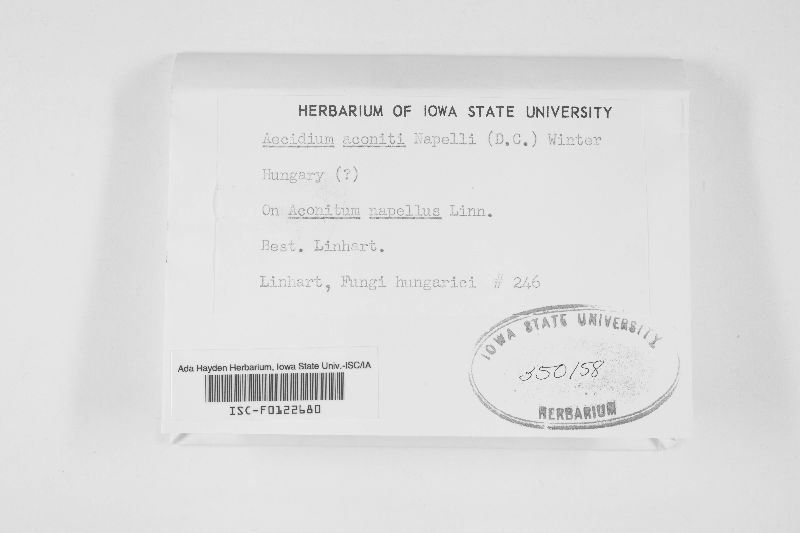 HERBARIUM OF IOWA STATE UNIVERSITY
Aecidium aconiti Napelli (D.C.) Winter
Hungary (?)
On Aconitum napellus Linn.
Best. Linhart.
Linhart, Fungi hungarici # 246
IOWA STATE UNIVERSITY
350158
HERBARIUM
Ada Hayden Herbarium, Iowa State Univ.-ISC/IA
ISC-F0122680